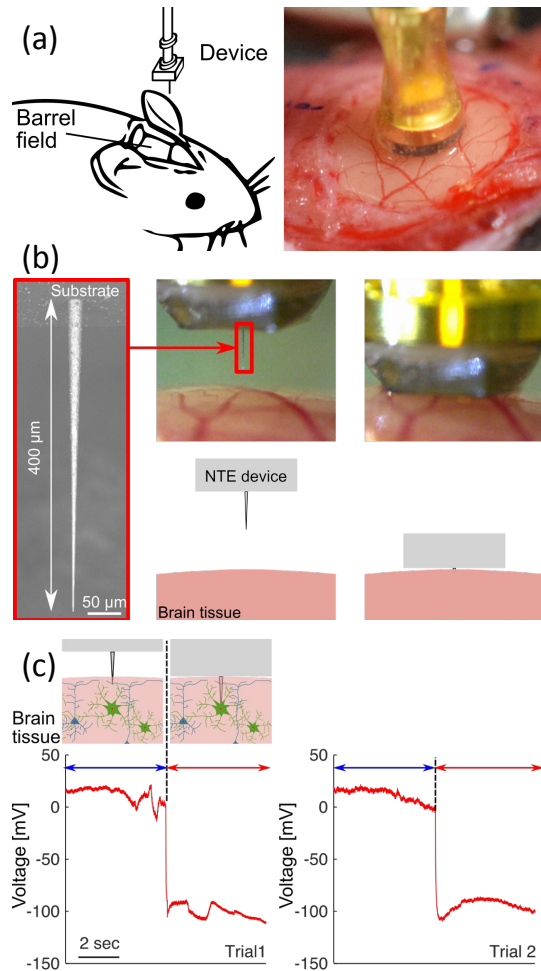 (a)
Device
Barrel
field
(b)
Substrate
400 µm
50 µm
NTE device
Brain tissue
(c)
Brain
tissue
50
0
-50
-100
-150
Voltage [mV]
2 sec
Trial1
50
0
-50
-100
-150
Voltage [mV]
Trial 2